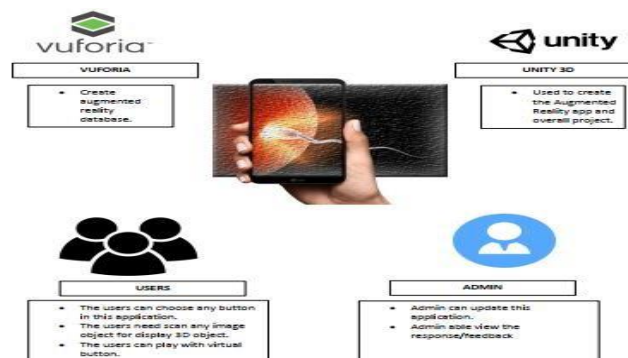 vuforia™
unity
VUFORIA
UNITY 3D
• Create
augmented
reality
database.
• Used to create
the Augmented
Reality app and
overall project.
USERS
ADMIN
• The users can choose any button
in this application.
• The users need scan any image
object for display 3D object.
• The users can play with virtual
button.
• Admin can update this
application.
• Admin able view the
response/feedback